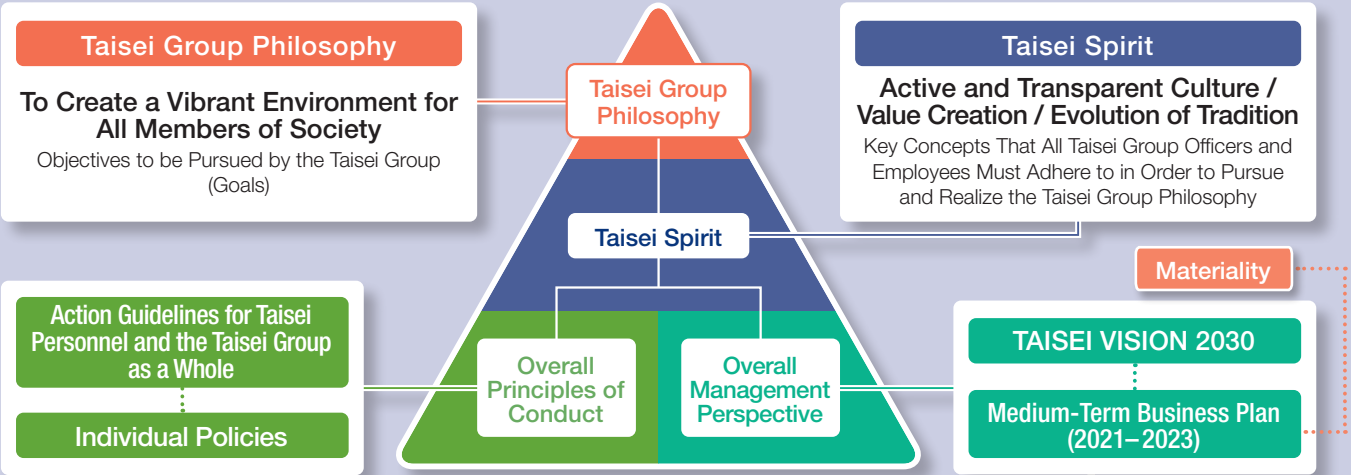 Taisei Group Philosophy
To Create a Vibrant Environment for
All Members of Society
Objectives to be Pursued by the Taisei Group
(Goals)
Taisei Group
Philosophy
Taisei Spirit
Active and Transparent Culture /
Value Creation / Evolution of Tradition
Key Concepts That All Taisei Group Officers and
Employees Must Adhere to in Order to Pursue
and Realize the Taisei Group Philosophy
Taisei Spirit
Materiality
Action Guidelines for Taisei
Personnel and the Taisei Group
as a Whole
Individual Policies
Overall
Principles of
Conduct
Overall
Management
Perspective
TAISEI VISION 2030
Medium-Term Business Plan
(2021–2023)